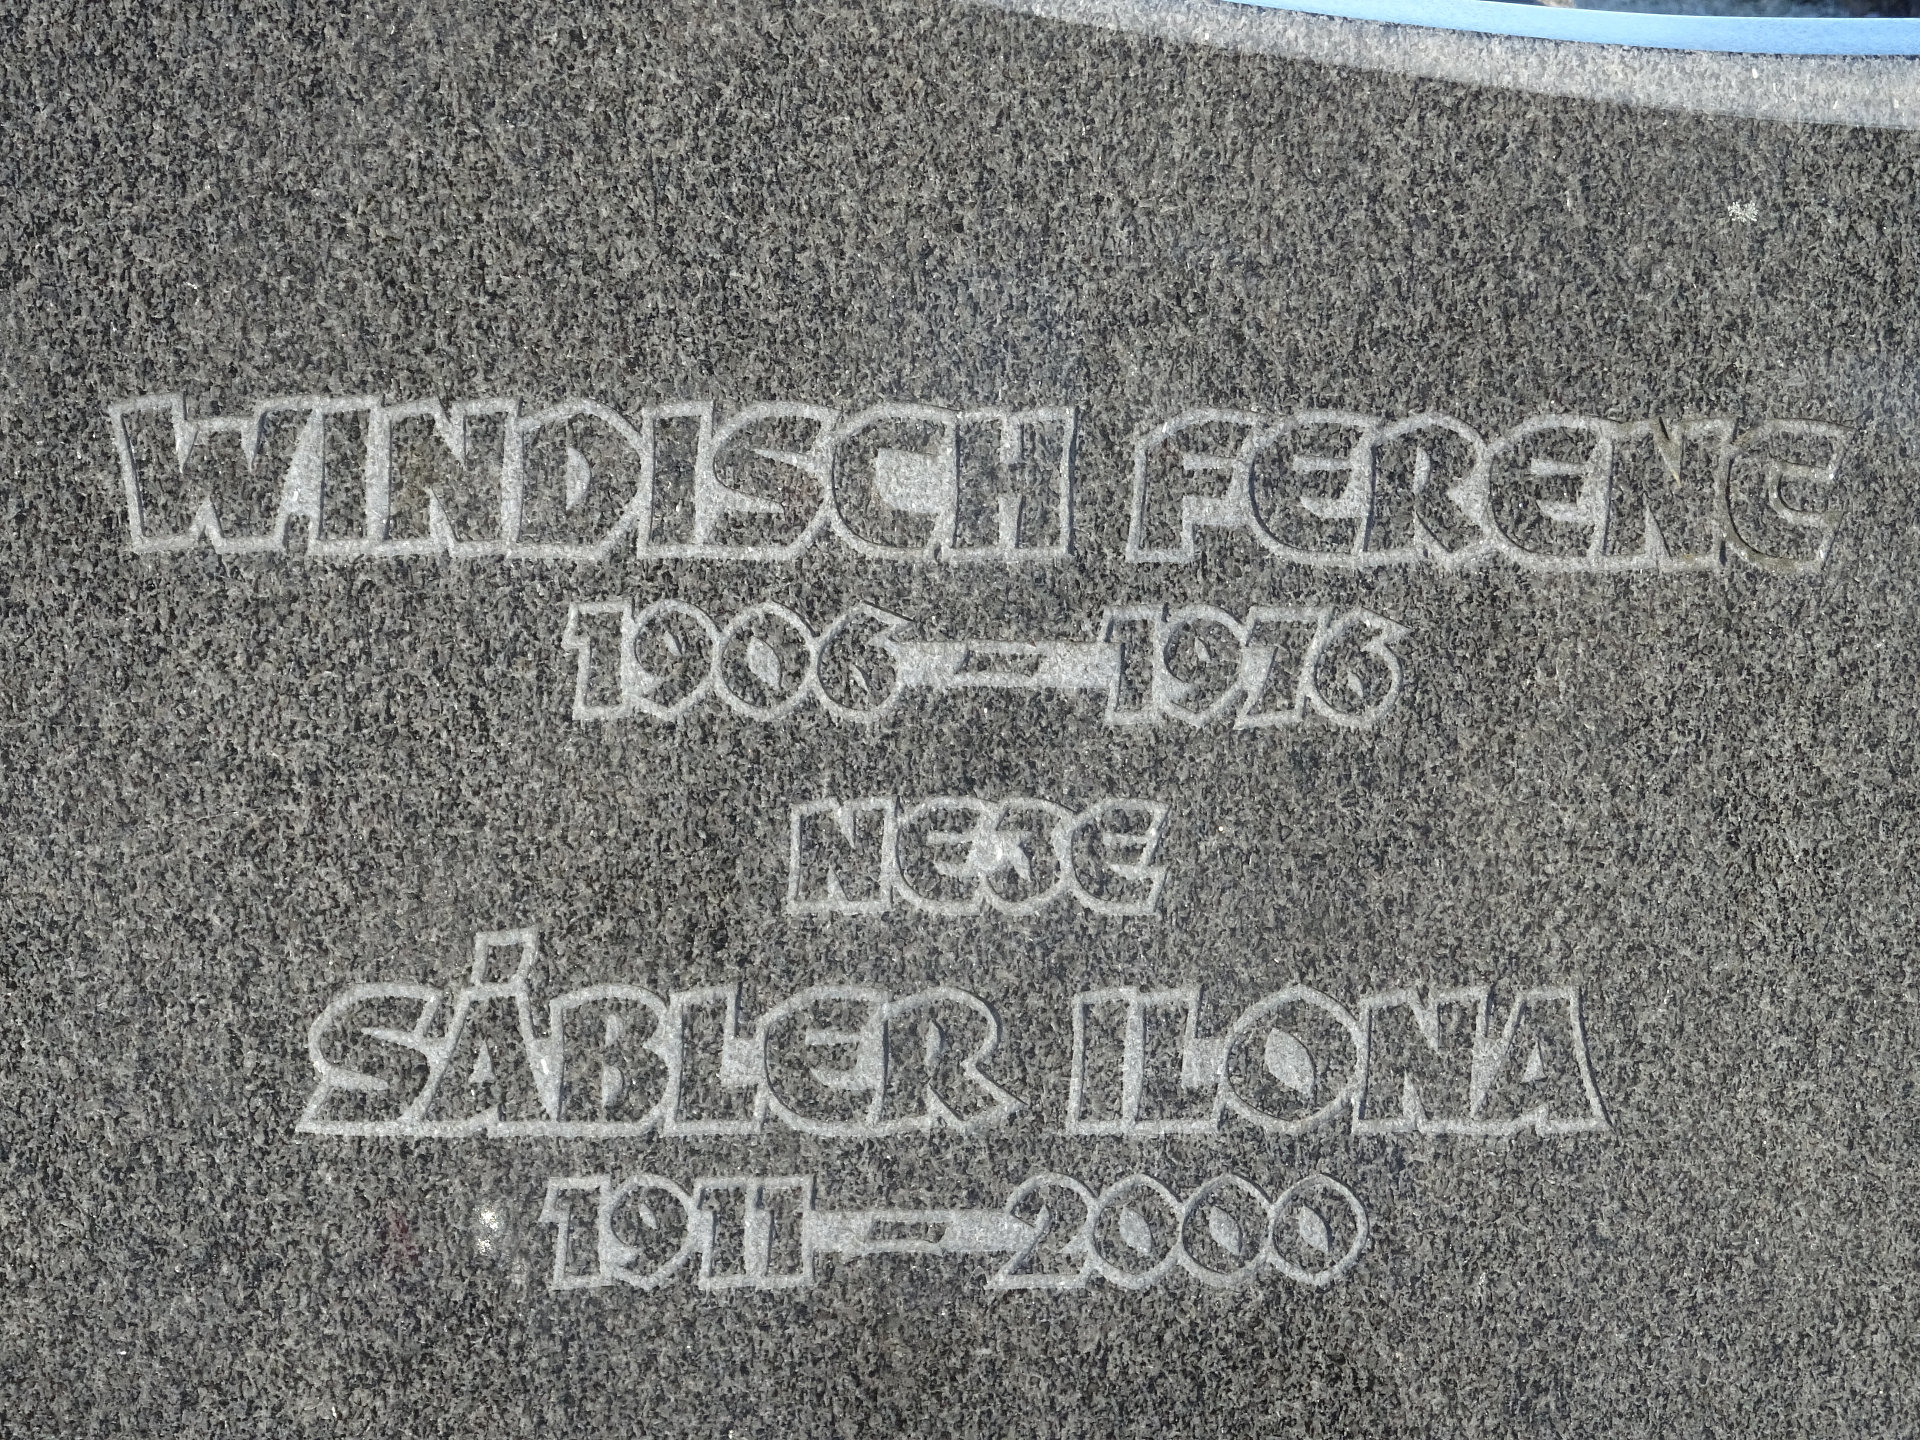 WINDISCH FERENC
1906-1976
NEJE
SÁBLER ILONA
1911-2000